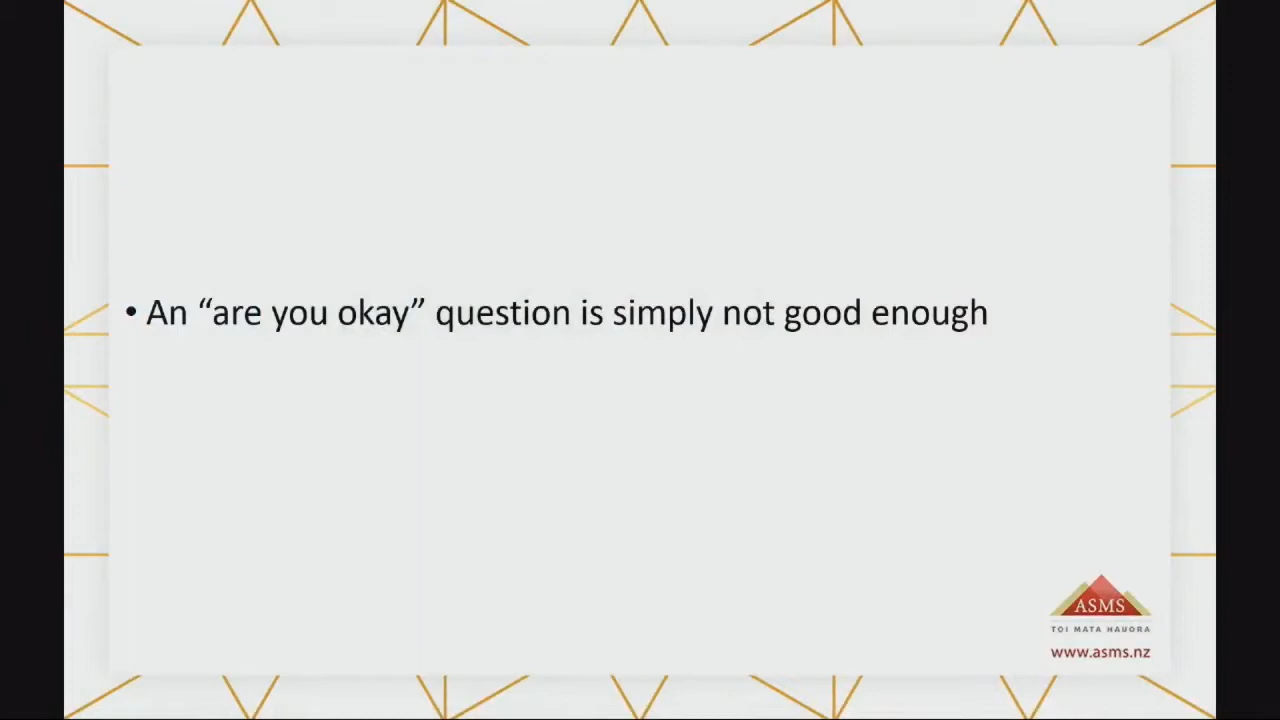 • An “are you okay” question is simply not good enough
ASMS
TOI MATA HAUORA
www.asms.nz